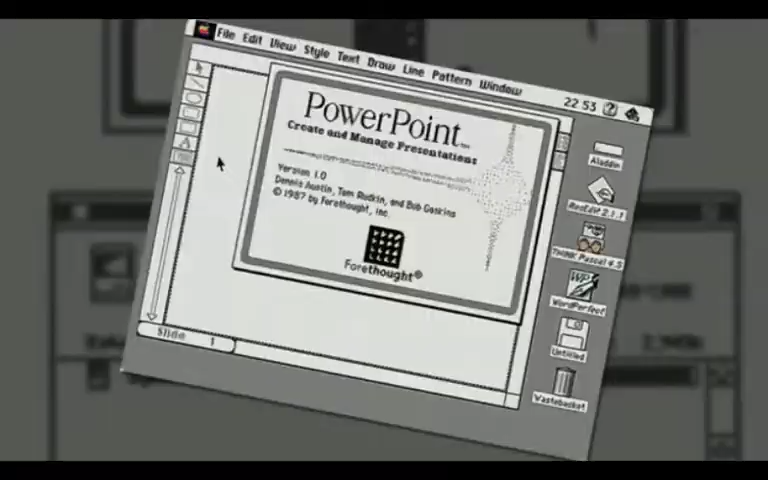 File Edit View Style Text Draw Line Pattern Window
22 53
PowerPoint
Create and Manage Presentations
Version 1.0
Dennis Austin, Tom Rudkin, and Bob Gaskins
© 1987 by Forethought, Inc.
Forethought®
Aladdin
ResEdit 2.1.1
THINK Pascal 4.5
WP
WordPerfect
Untitled
Wastebasket
Slide 1